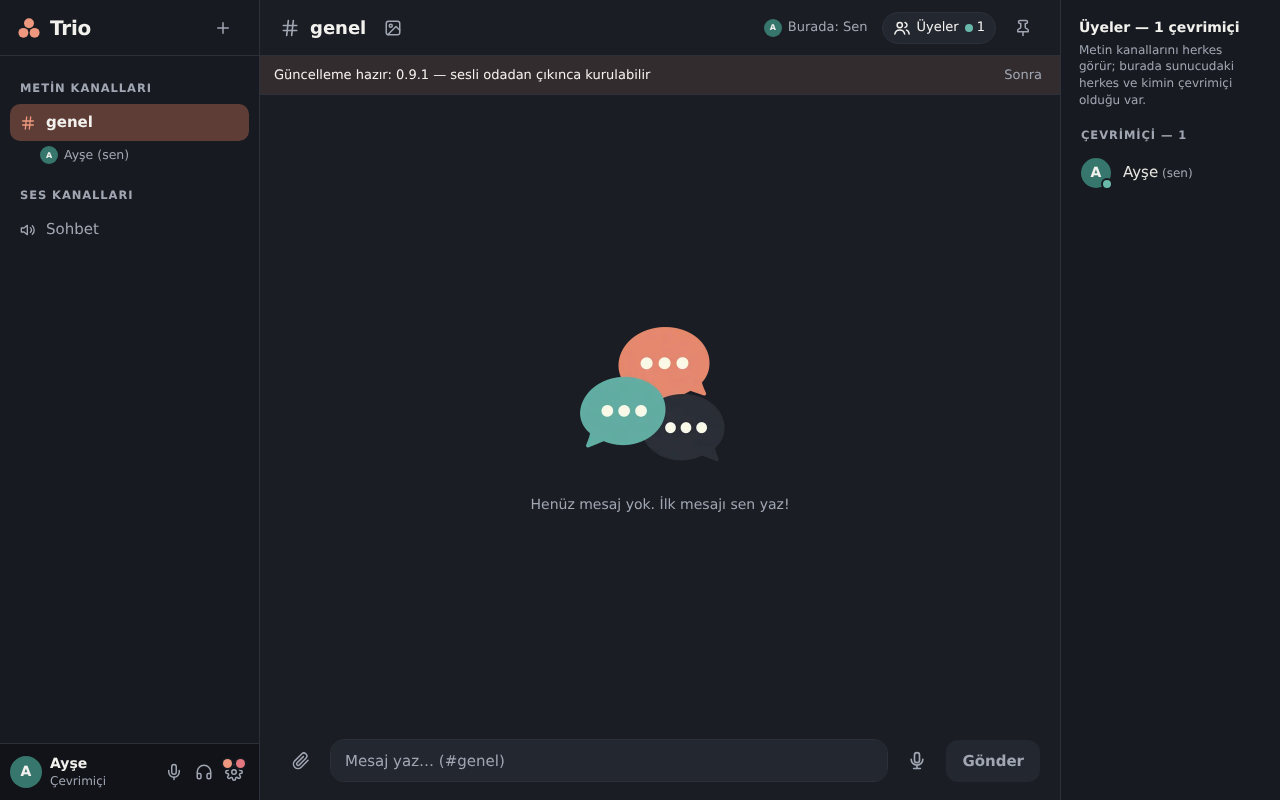 Trio
METİN KANALLARI
genel
A Ayşe (sen)
SES KANALLARI
Sohbet
A Ayşe
Çevrimiçi
# genel
A Burada: Sen
Üyeler 1
Güncelleme hazır: 0.9.1 — sesli odadan çıkınca kurulabilir
Sonra
Henüz mesaj yok. İlk mesajı sen yaz!
Mesaj yaz… (#genel)
Gönder
Üyeler — 1 çevrimiçi
Metin kanallarını herkes
görür; burada sunucudaki
herkes ve kimin çevrimiçi
olduğu var.
ÇEVRİMİÇİ — 1
A Ayşe (sen)